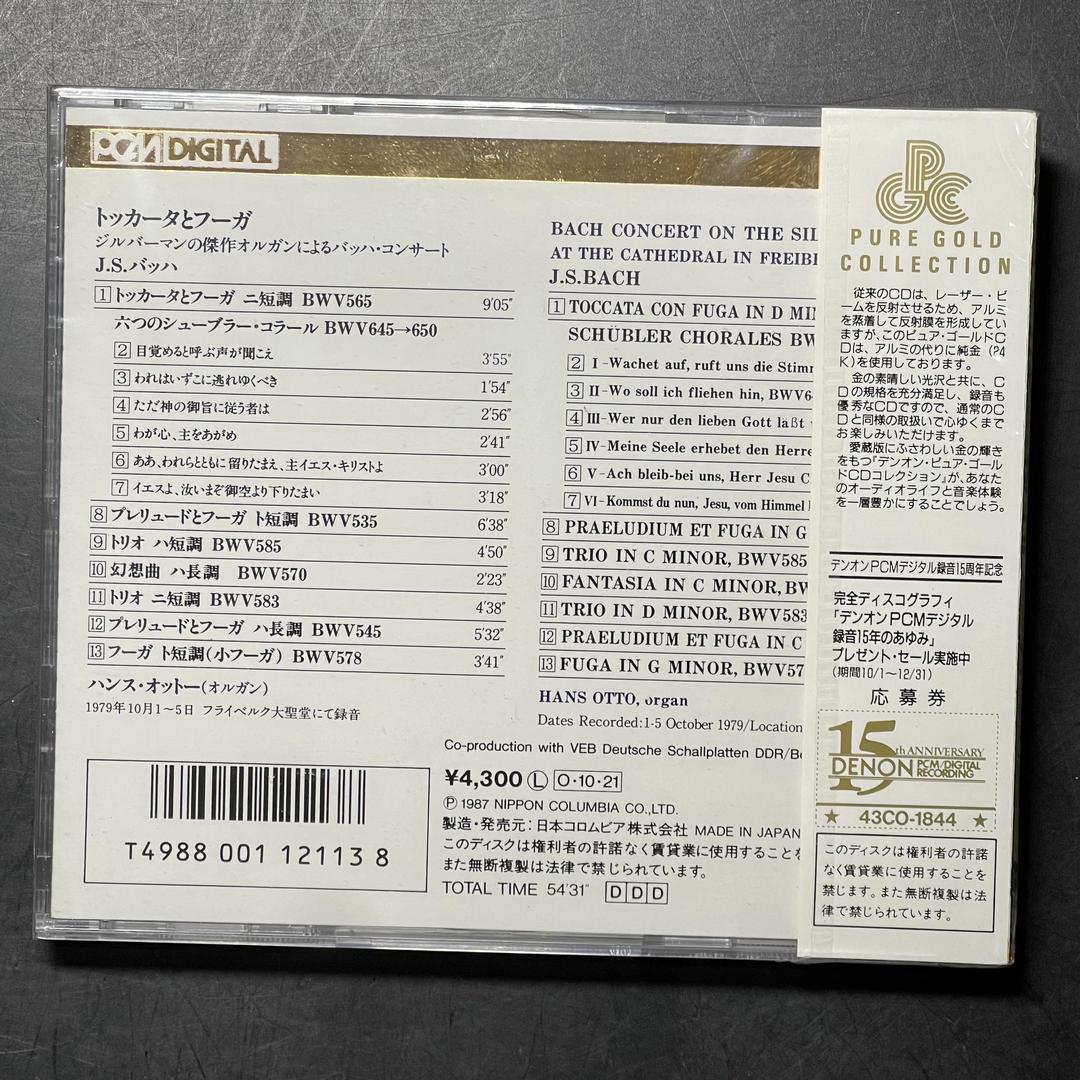 PCM DIGITAL
トッカータとフーガ
ジルバーマンの傑作オルガンによるバッハ・コンサート
J.S.バッハ
1 トッカータとフーガ ニ短調 BWV565 9'05"
六つのシューブラー・コラール BWV645→650
2 目覚めると呼ぶ声が聞こえ 3'55"
3 われはいずこに逃れゆくべき 1'54"
4 ただ神の御旨に従う者は 2'56"
5 わが心、主をあがめ 2'41"
6 ああ、われらとともに留りたまえ、主イエス・キリストよ 3'00"
7 イエスよ、汝いまぞ御空より下りたまい 3'18"
8 プレリュードとフーガ ト短調 BWV535 6'38"
9 トリオ ハ短調 BWV585 4'50"
10 幻想曲 ハ長調 BWV570 2'23"
11 トリオ ニ短調 BWV583 4'38"
12 プレリュードとフーガ ハ長調 BWV545 5'32"
13 フーガ ト短調(小フーガ) BWV578 3'41"
ハンス・オットー(オルガン)
1979年10月1〜5日 フライベルク大聖堂にて録音
BACH CONCERT ON THE SIL
AT THE CATHEDRAL IN FREIB
J.S.BACH
1 TOCCATA CON FUGA IN D MI
SCHÜBLER CHORALES BW
2 I-Wachet auf, ruft uns die Stim
3 II-Wo soll ich fliehen hin, BWV6
4 III-Wer nur den lieben Gott läßt
5 IV-Meine Seele erhebet den Herre
6 V-Ach bleib-bei uns, Herr Jesu C
7 VI-Kommst du nun, Jesu, vom Himmel
8 PRAELUDIUM ET FUGA IN G
9 TRIO IN C MINOR, BWV585
10 FANTASIA IN C MINOR, BW
11 TRIO IN D MINOR, BWV583
12 PRAELUDIUM ET FUGA IN C
13 FUGA IN G MINOR, BWV57
HANS OTTO, organ
Dates Recorded:1-5 October 1979/Location
Co-production with VEB Deutsche Schallplatten DDR/Be
¥4,300 Ⓛ O·10·21
Ⓟ 1987 NIPPON COLUMBIA CO.,LTD.
製造・発売元:日本コロムビア株式会社 MADE IN JAPAN
このディスクは権利者の許諾なく賃貸業に使用することを
また無断複製は法律で禁じられています。
TOTAL TIME 54'31" DDD
T4988 001 12113 8
PGC
PURE GOLD
COLLECTION
従来のCDは、レーザー・ビ
ームを反射させるため、アルミ
を蒸着して反射膜を形成してい
ますが、このピュア・ゴールドC
Dは、アルミの代りに純金(24
K)を使用しております。
金の素晴しい光沢と共に、C
Dの規格を充分満足し、録音も
優秀なCDですので、通常のC
Dと同様の取扱いで心ゆくまで
お楽しみいただけます。
愛蔵版にふさわしい金の輝き
をもつ「デンオン・ピュア・ゴー
ルドCDコレクション」が、あなた
のオーディオライフと音楽体験
を一層豊かにすることでしょう。
デンオンPCMデジタル録音15周年記念
完全ディスコグラフィ
「デンオンPCMデジタル
録音15年のあゆみ」
プレゼント・セール実施中
(期間10/1〜12/31)
応募券
15th ANNIVERSARY
DENON PCM/DIGITAL
RECORDING
★ 43CO-1844 ★
このディスクは権利者の許諾
なく賃貸業に使用することを
禁じます。また無断複製は法
律で禁じられています。